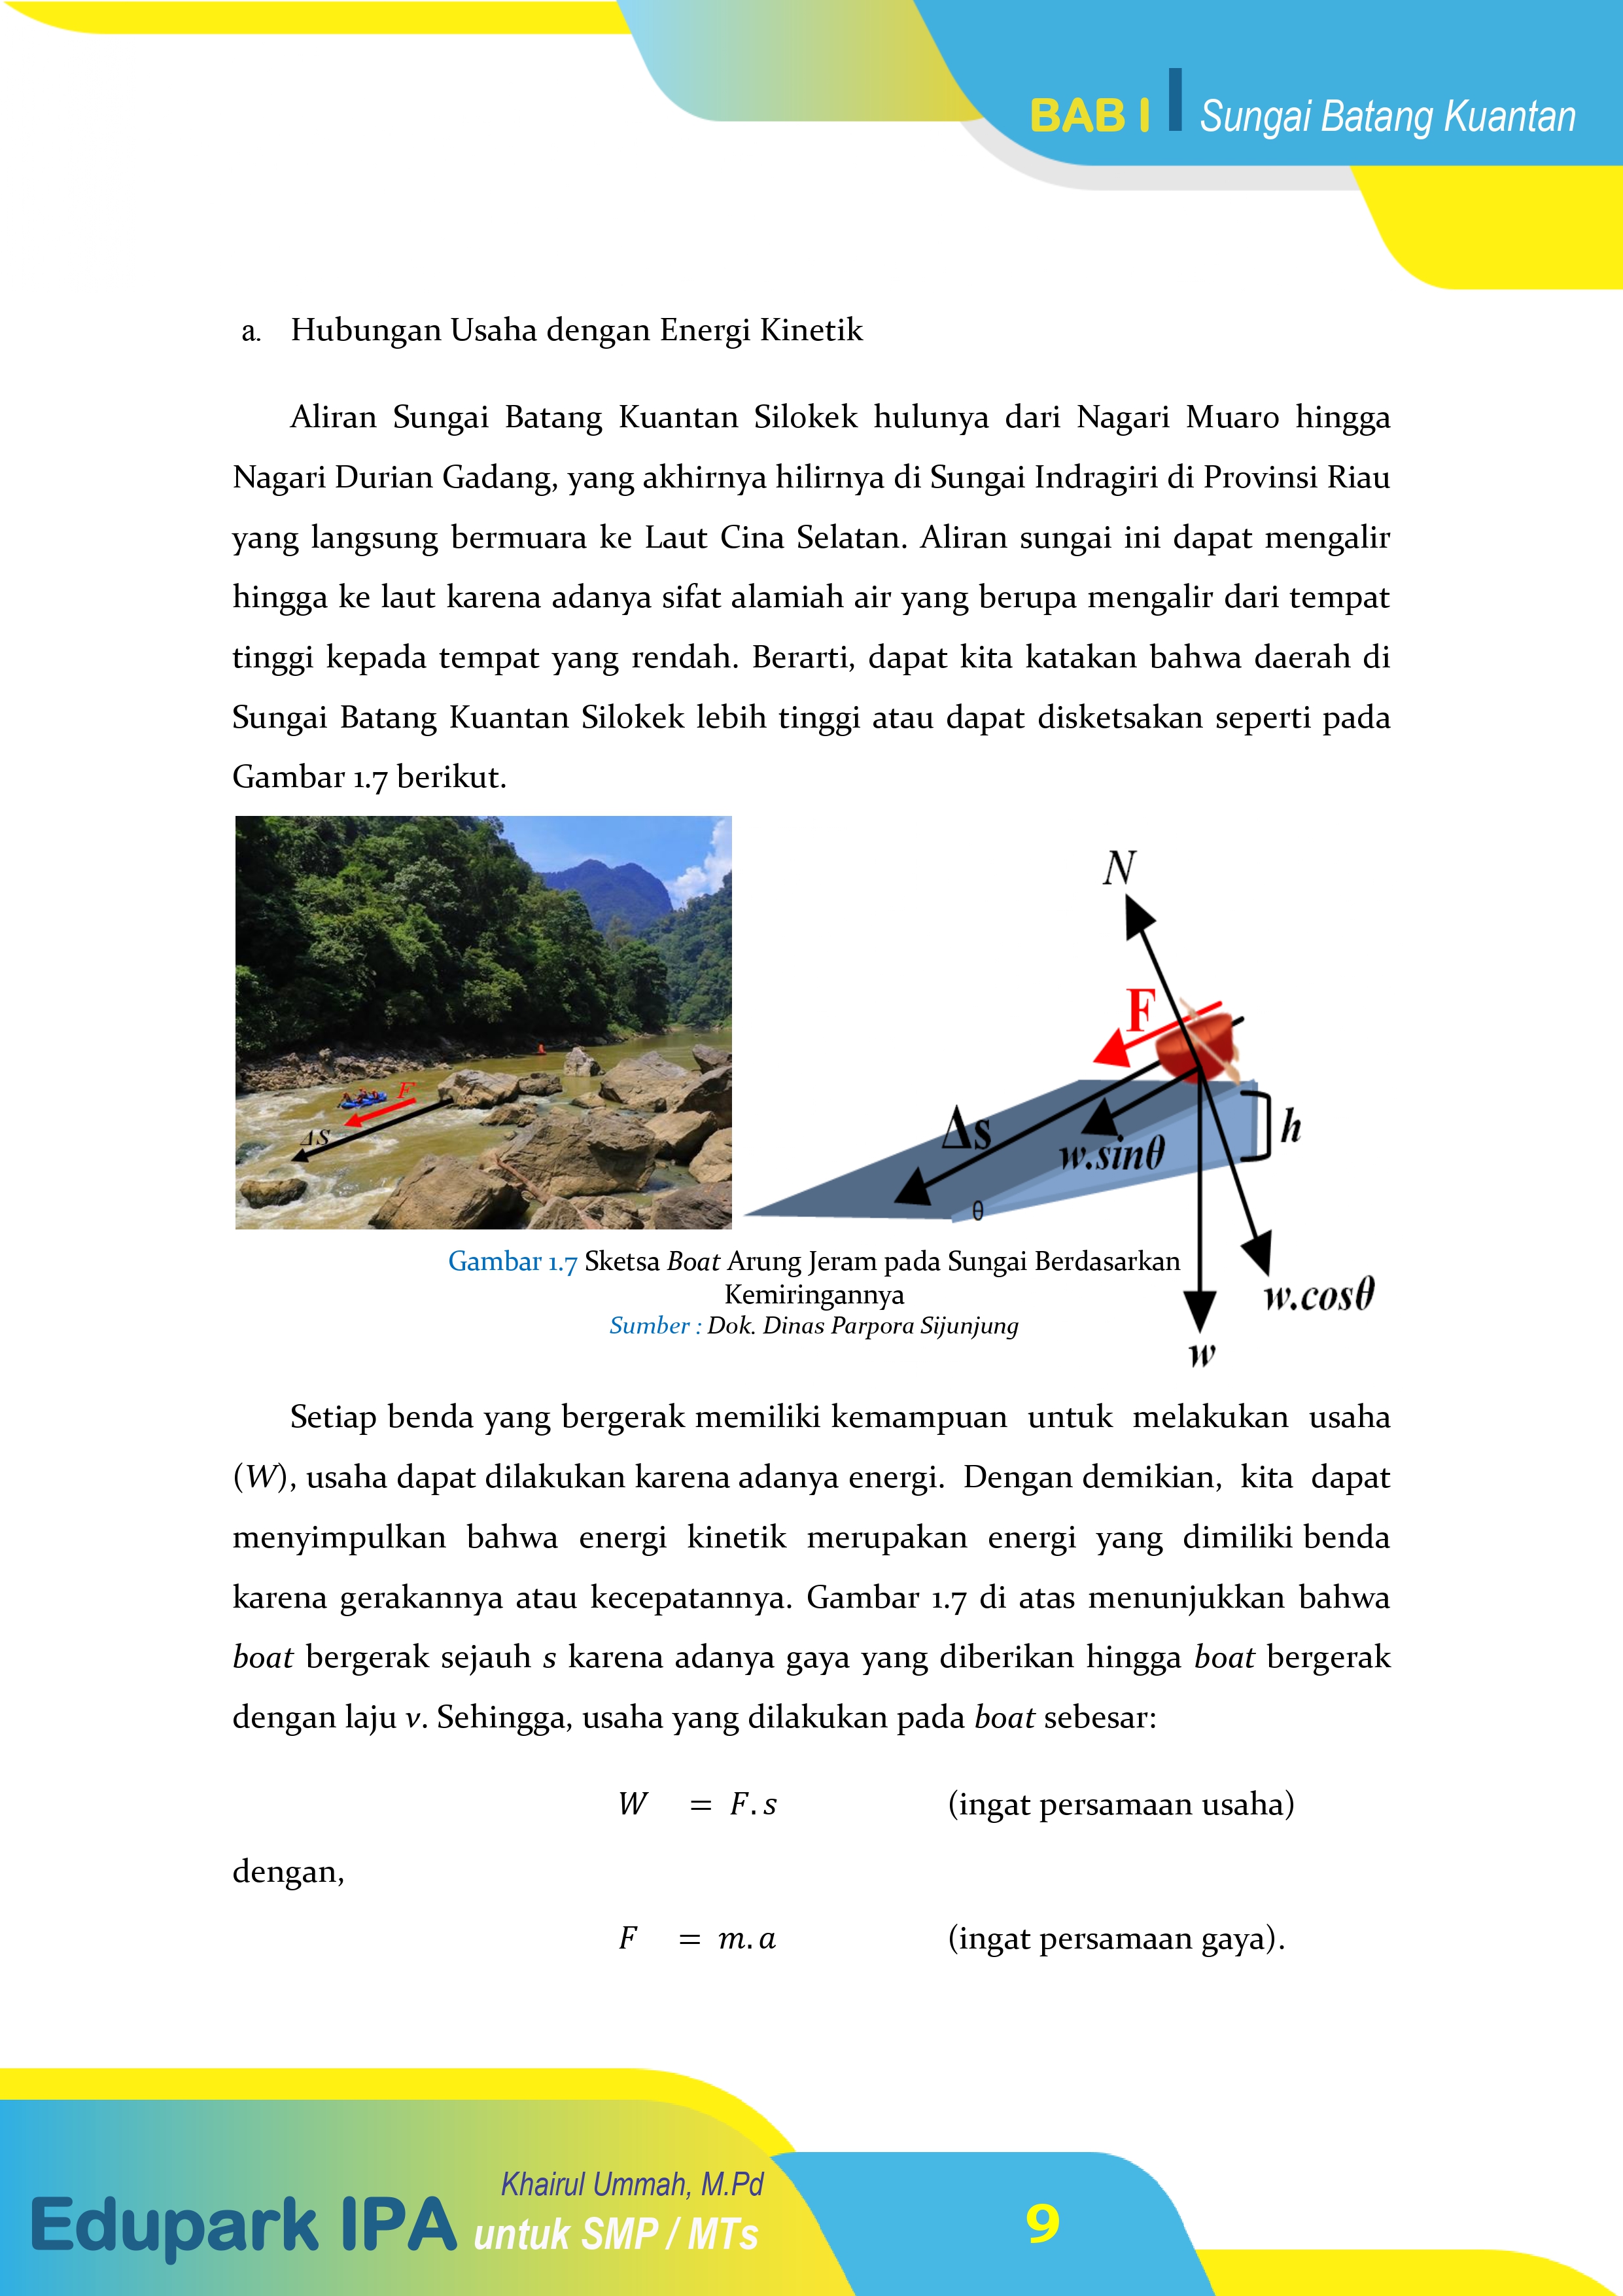 BAB I | Sungai Batang Kuantan
a. Hubungan Usaha dengan Energi Kinetik
Aliran Sungai Batang Kuantan Silokek hulunya dari Nagari Muaro hingga
Nagari Durian Gadang, yang akhirnya hilirnya di Sungai Indragiri di Provinsi Riau
yang langsung bermuara ke Laut Cina Selatan. Aliran sungai ini dapat mengalir
hingga ke laut karena adanya sifat alamiah air yang berupa mengalir dari tempat
tinggi kepada tempat yang rendah. Berarti, dapat kita katakan bahwa daerah di
Sungai Batang Kuantan Silokek lebih tinggi atau dapat disketsakan seperti pada
Gambar 1.7 berikut.
F
ΔS
N
F
Δs
w.sinθ
h
θ
w.cosθ
w
Gambar 1.7 Sketsa Boat Arung Jeram pada Sungai Berdasarkan
Kemiringannya
Sumber : Dok. Dinas Parpora Sijunjung
Setiap benda yang bergerak memiliki kemampuan untuk melakukan usaha
(W), usaha dapat dilakukan karena adanya energi. Dengan demikian, kita dapat
menyimpulkan bahwa energi kinetik merupakan energi yang dimiliki benda
karena gerakannya atau kecepatannya. Gambar 1.7 di atas menunjukkan bahwa
boat bergerak sejauh s karena adanya gaya yang diberikan hingga boat bergerak
dengan laju v. Sehingga, usaha yang dilakukan pada boat sebesar:
W = F.s (ingat persamaan usaha)
dengan,
F = m.a (ingat persamaan gaya).
Khairul Ummah, M.Pd
Edupark IPA untuk SMP / MTs
9